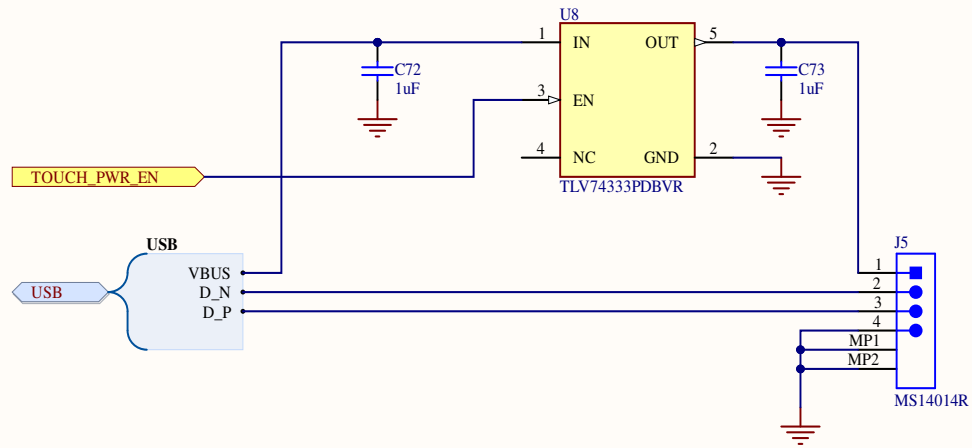 U8
1 IN OUT 5
C72
1uF
C73
1uF
3 EN
4 NC GND 2
TOUCH_PWR_EN
TLV74333PDBVR
USB
J5
VBUS
1
USB
D_N
2
D_P
3
4
MP1
MP2
MS14014R